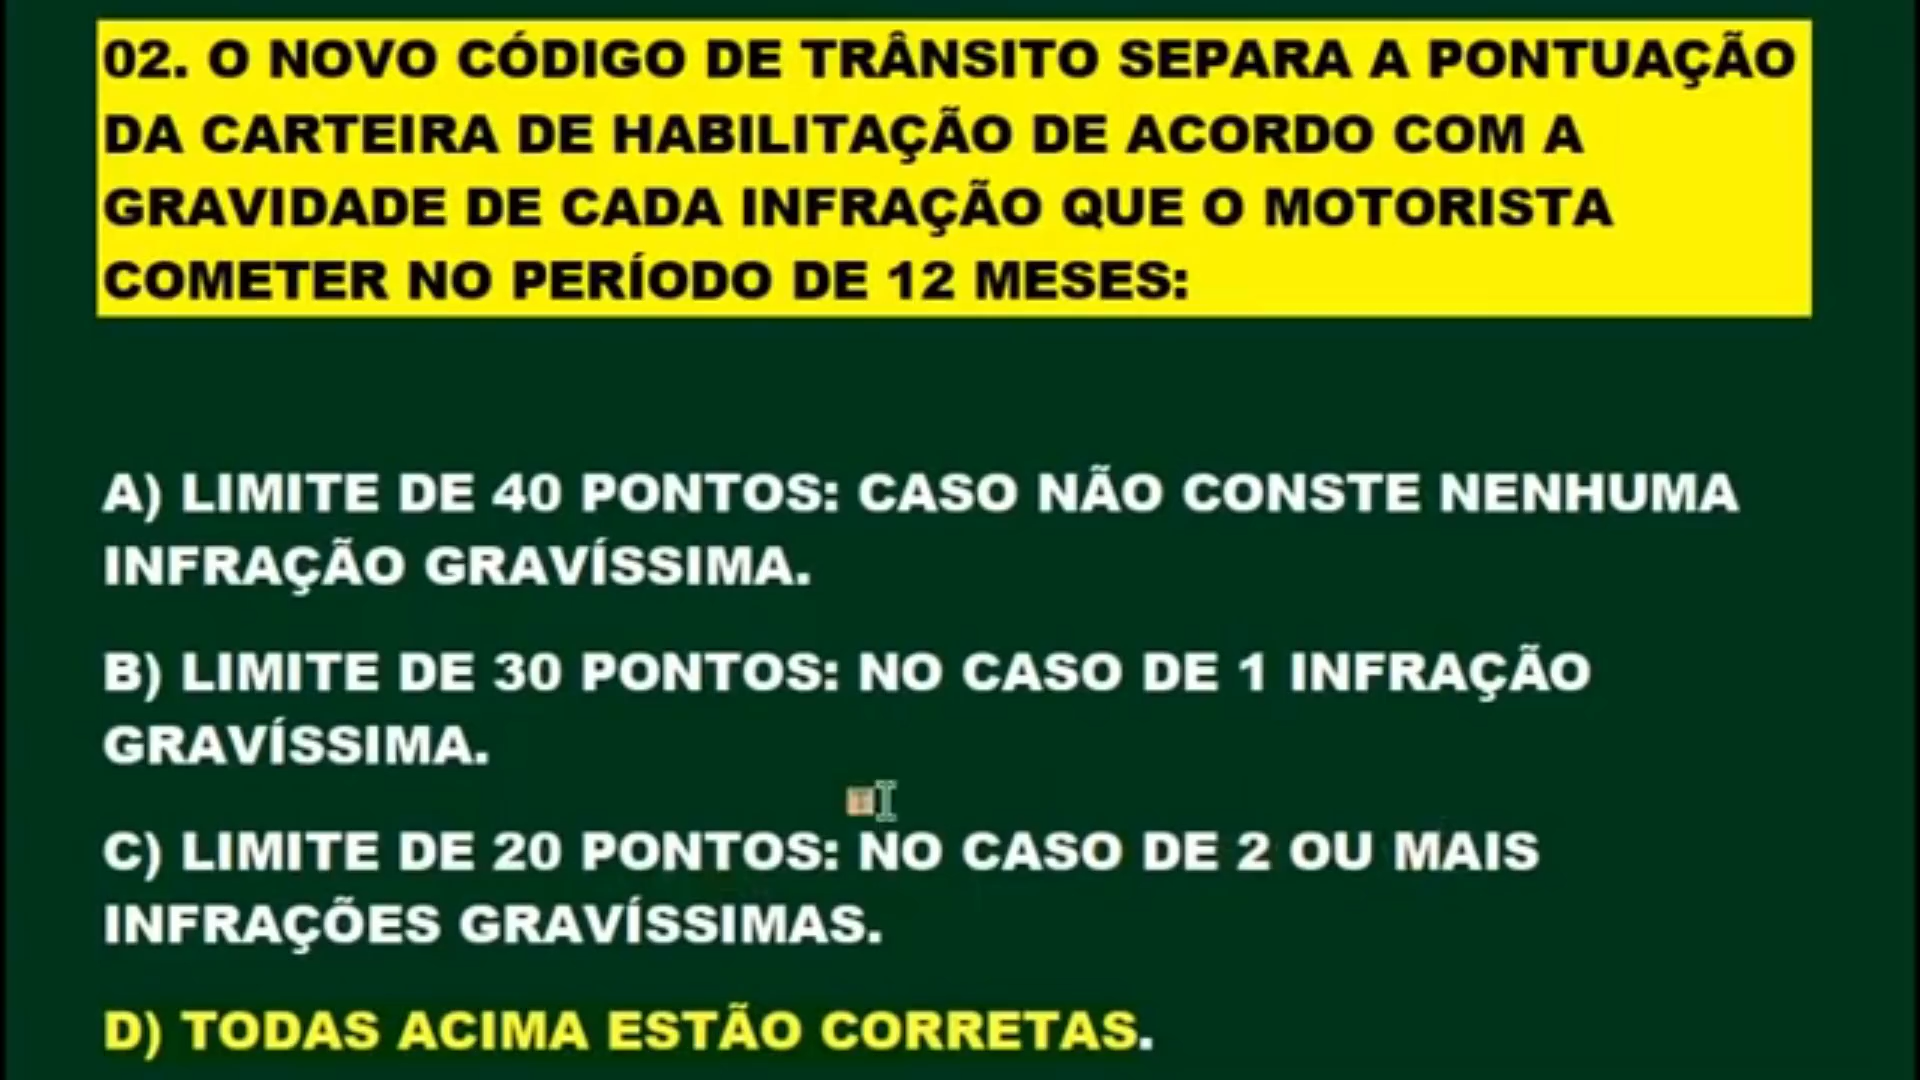 02. O NOVO CÓDIGO DE TRÂNSITO SEPARA A PONTUAÇÃO
DA CARTEIRA DE HABILITAÇÃO DE ACORDO COM A
GRAVIDADE DE CADA INFRAÇÃO QUE O MOTORISTA
COMETER NO PERÍODO DE 12 MESES:
A) LIMITE DE 40 PONTOS: CASO NÃO CONSTE NENHUMA
INFRAÇÃO GRAVÍSSIMA.
B) LIMITE DE 30 PONTOS: NO CASO DE 1 INFRAÇÃO
GRAVÍSSIMA.
C) LIMITE DE 20 PONTOS: NO CASO DE 2 OU MAIS
INFRAÇÕES GRAVÍSSIMAS.
D) TODAS ACIMA ESTÃO CORRETAS.